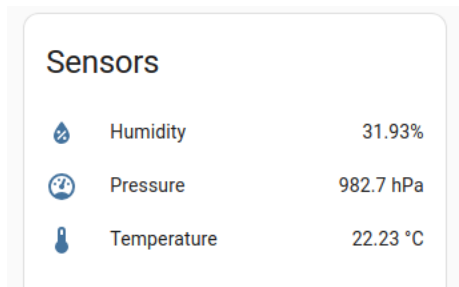 Sensors
Humidity 31.93%
Pressure 982.7 hPa
Temperature 22.23 °C